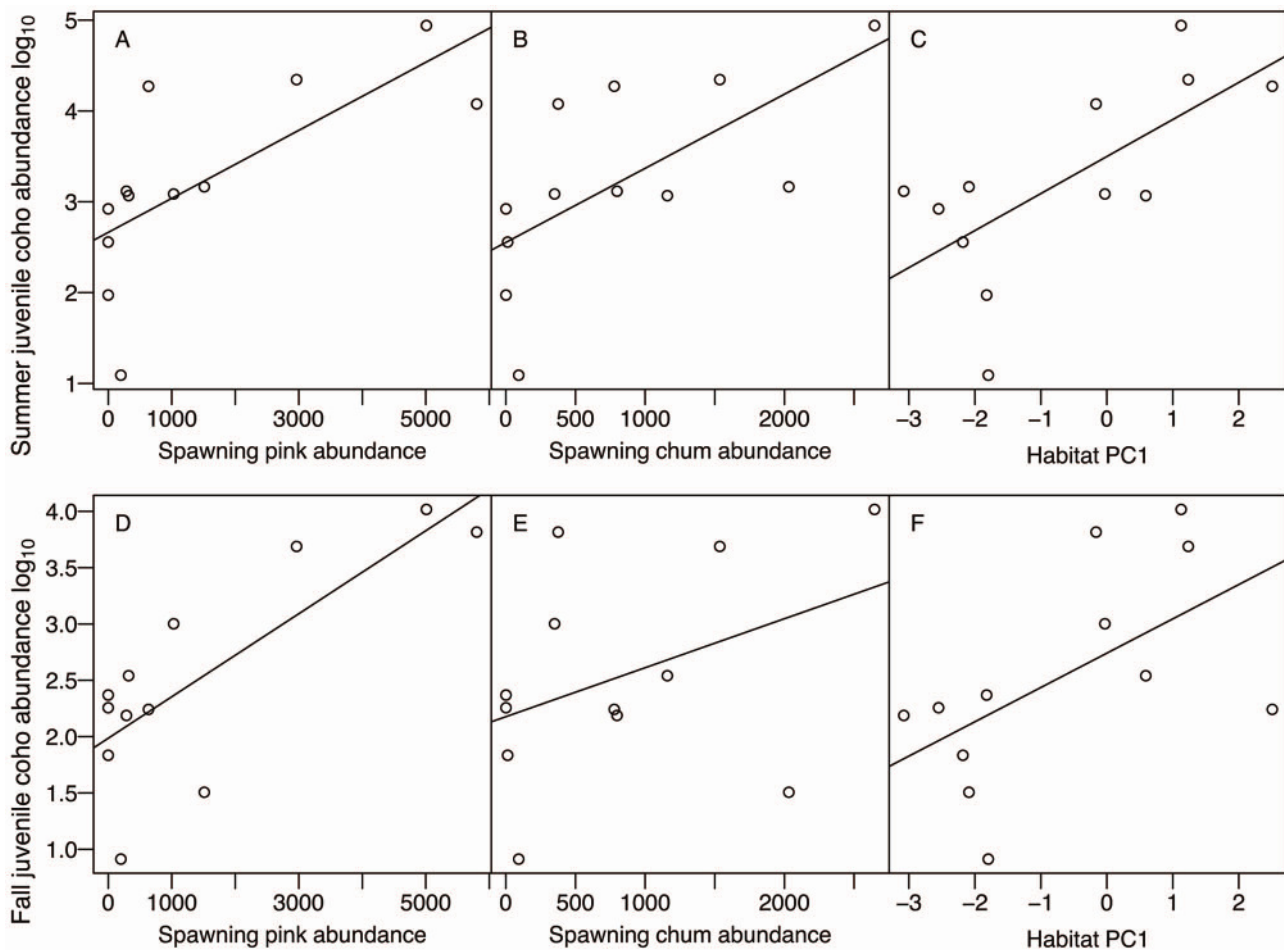 A
B
C
Summer juvenile coho abundance log10
5
4
3
2
1
0 1000 3000 5000
0 500 1000 2000
−3 −2 −1 0 1 2
Spawning pink abundance
Spawning chum abundance
Habitat PC1
D
E
F
Fall juvenile coho abundance log10
4.0
3.5
3.0
2.5
2.0
1.5
1.0
0 1000 3000 5000
0 500 1000 2000
−3 −2 −1 0 1 2
Spawning pink abundance
Spawning chum abundance
Habitat PC1